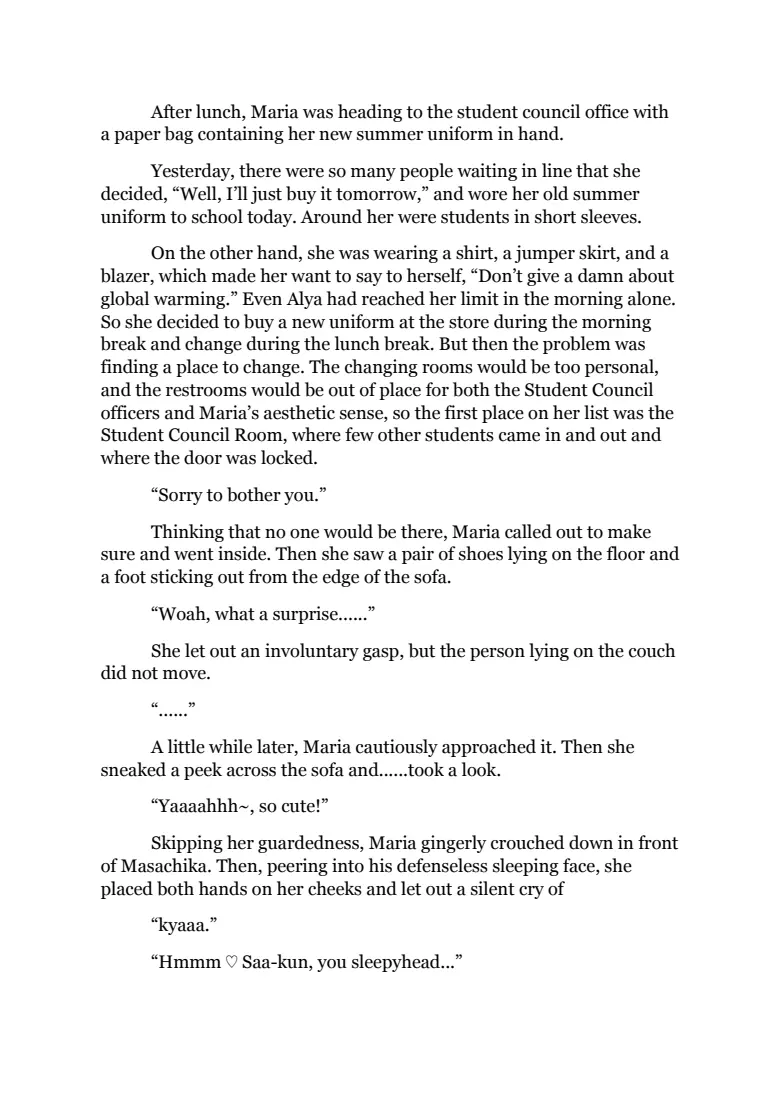 After lunch, Maria was heading to the student council office with
a paper bag containing her new summer uniform in hand.
Yesterday, there were so many people waiting in line that she
decided, “Well, I’ll just buy it tomorrow,” and wore her old summer
uniform to school today. Around her were students in short sleeves.
On the other hand, she was wearing a shirt, a jumper skirt, and a
blazer, which made her want to say to herself, “Don’t give a damn about
global warming.” Even Alya had reached her limit in the morning alone.
So she decided to buy a new uniform at the store during the morning
break and change during the lunch break. But then the problem was
finding a place to change. The changing rooms would be too personal,
and the restrooms would be out of place for both the Student Council
officers and Maria’s aesthetic sense, so the first place on her list was the
Student Council Room, where few other students came in and out and
where the door was locked.
“Sorry to bother you.”
Thinking that no one would be there, Maria called out to make
sure and went inside. Then she saw a pair of shoes lying on the floor and
a foot sticking out from the edge of the sofa.
“Woah, what a surprise......”
She let out an involuntary gasp, but the person lying on the couch
did not move.
“......”
A little while later, Maria cautiously approached it. Then she
sneaked a peek across the sofa and......took a look.
“Yaaaahhh~, so cute!”
Skipping her guardedness, Maria gingerly crouched down in front
of Masachika. Then, peering into his defenseless sleeping face, she
placed both hands on her cheeks and let out a silent cry of
“kyaaa.”
“Hmmm ♡ Saa-kun, you sleepyhead...”